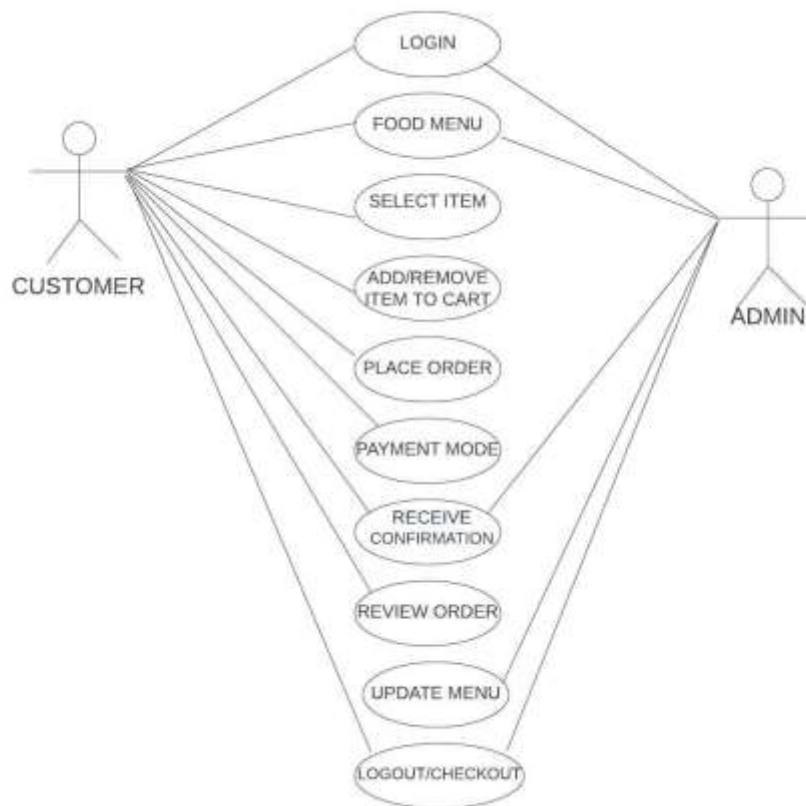 LOGIN
FOOD MENU
SELECT ITEM
CUSTOMER
ADD/REMOVE
ITEM TO CART
ADMIN
PLACE ORDER
PAYMENT MODE
RECEIVE
CONFIRMATION
REVIEW ORDER
UPDATE MENU
LOGOUT/CHECKOUT